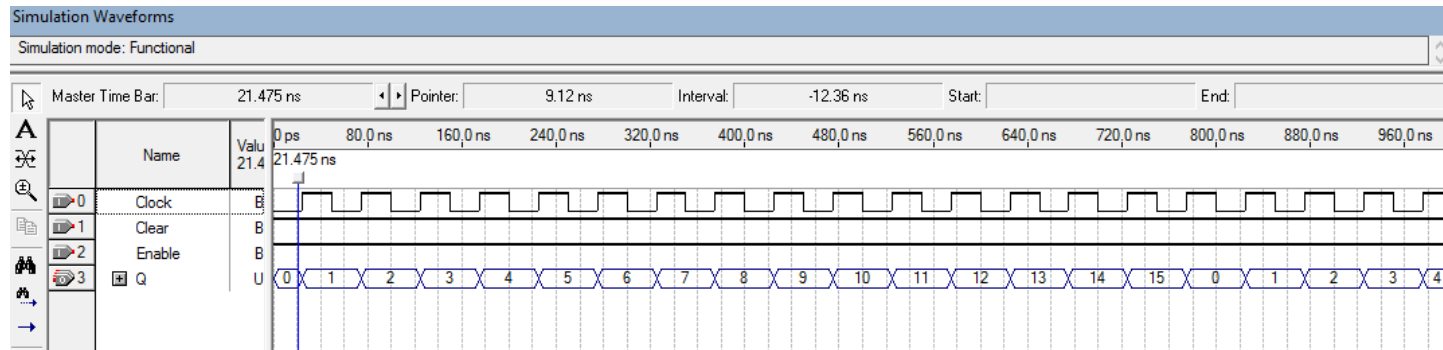 Simulation Waveforms
Simulation mode: Functional
Master Time Bar: 21.475 ns Pointer: 9.12 ns Interval: -12.36 ns Start: End:
A Name Valu 21.4 0 ps 80.0 ns 160.0 ns 240.0 ns 320.0 ns 400.0 ns 480.0 ns 560.0 ns 640.0 ns 720.0 ns 800.0 ns 880.0 ns 960.0 ns
21.475 ns
0 Clock B
1 Clear B
2 Enable B
3 Q U 0 1 2 3 4 5 6 7 8 9 10 11 12 13 14 15 0 1 2 3 4